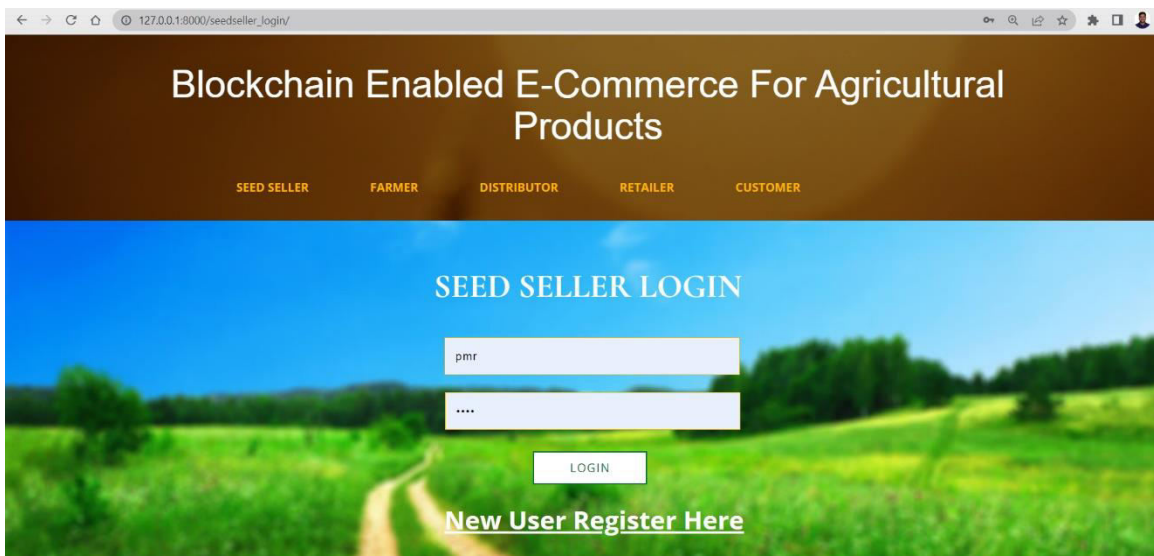 127.0.0.1:8000/seedseller_login/
Blockchain Enabled E-Commerce For Agricultural
Products
SEED SELLER FARMER DISTRIBUTOR RETAILER CUSTOMER
SEED SELLER LOGIN
pmr
••••
LOGIN
New User Register Here